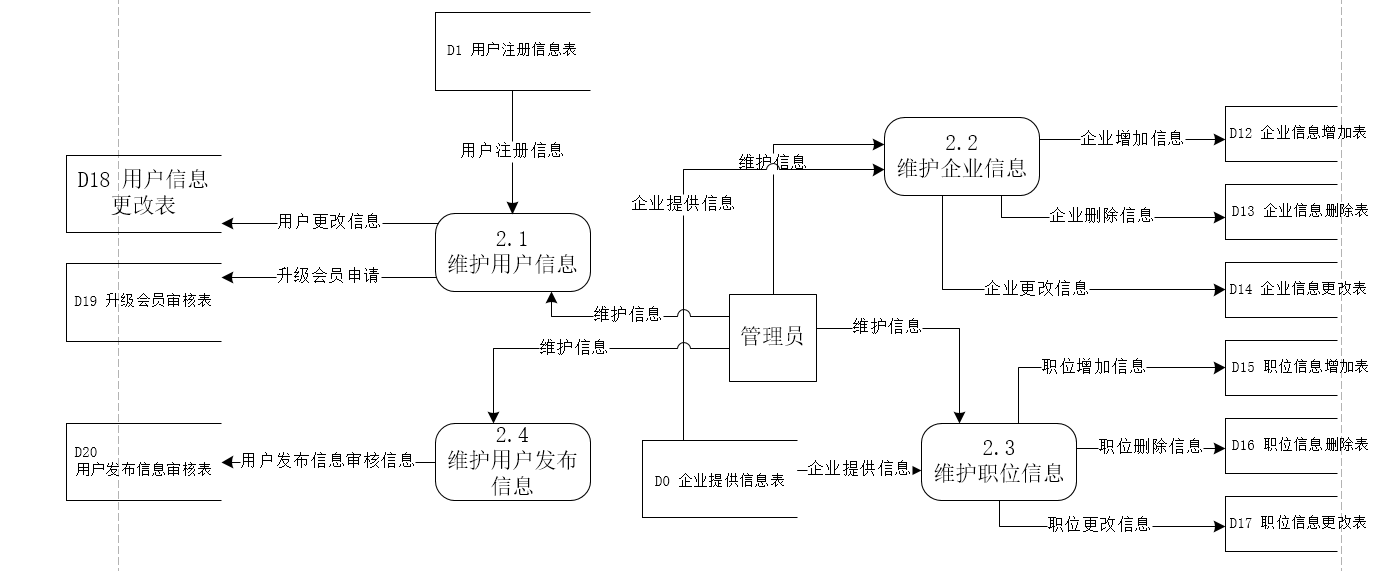 D1 用户注册信息表
用户注册信息
D18 用户信息
更改表
用户更改信息
2.1
维护用户信息
升级会员申请
D19 升级会员审核表
维护信息
维护信息
管理员
维护信息
企业提供信息
2.2
维护企业信息
企业增加信息
D12 企业信息增加表
企业删除信息
D13 企业信息删除表
企业更改信息
D14 企业信息更改表
维护信息
职位增加信息
D15 职位信息增加表
D20
用户发布信息审核表
用户发布信息审核信息
2.4
维护用户发布
信息
D0 企业提供信息表
企业提供信息
2.3
维护职位信息
职位删除信息
D16 职位信息删除表
职位更改信息
D17 职位信息更改表